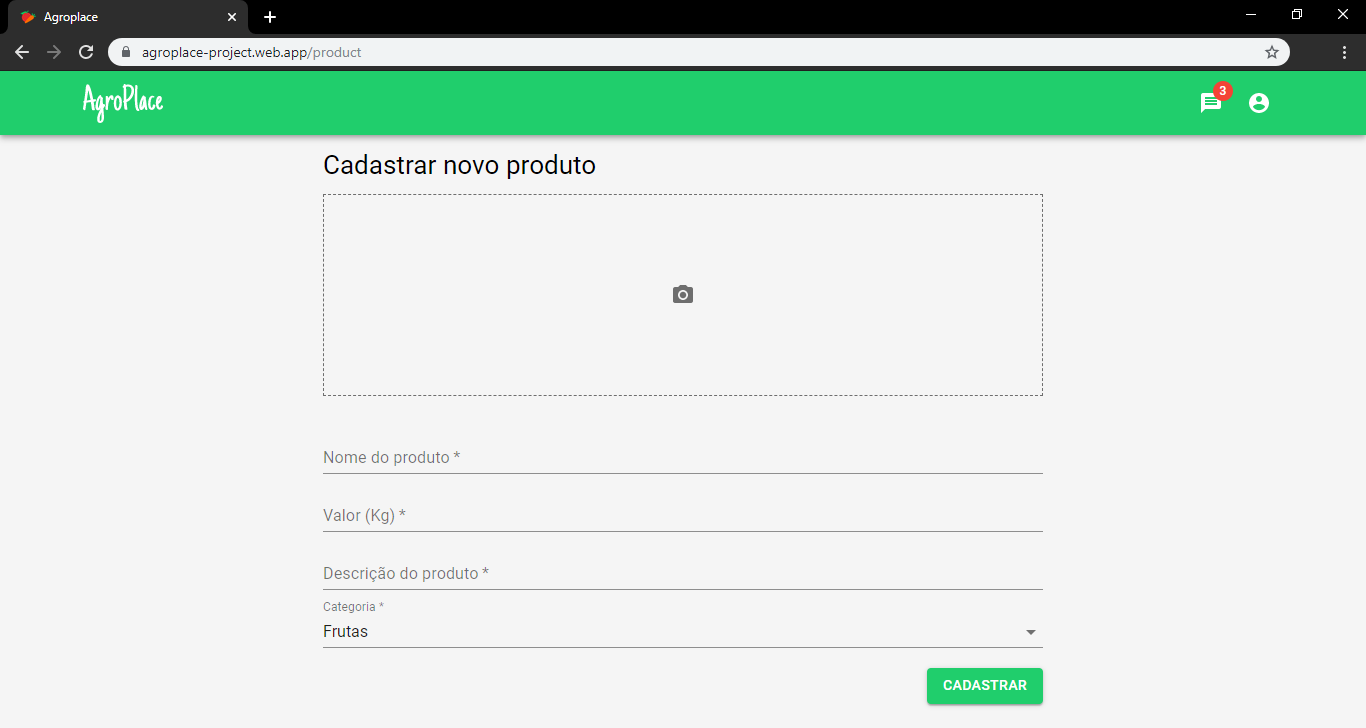 Agroplace
agroplace-project.web.app/product
AgroPlace
3
Cadastrar novo produto
Nome do produto *
Valor (Kg) *
Descrição do produto *
Categoria *
Frutas
CADASTRAR